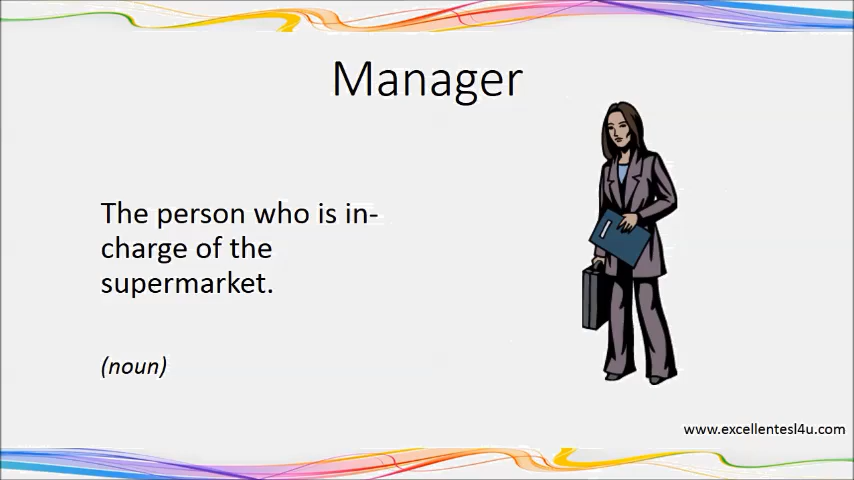 Manager
The person who is in-
charge of the
supermarket.
(noun)
www.excellentesl4u.com